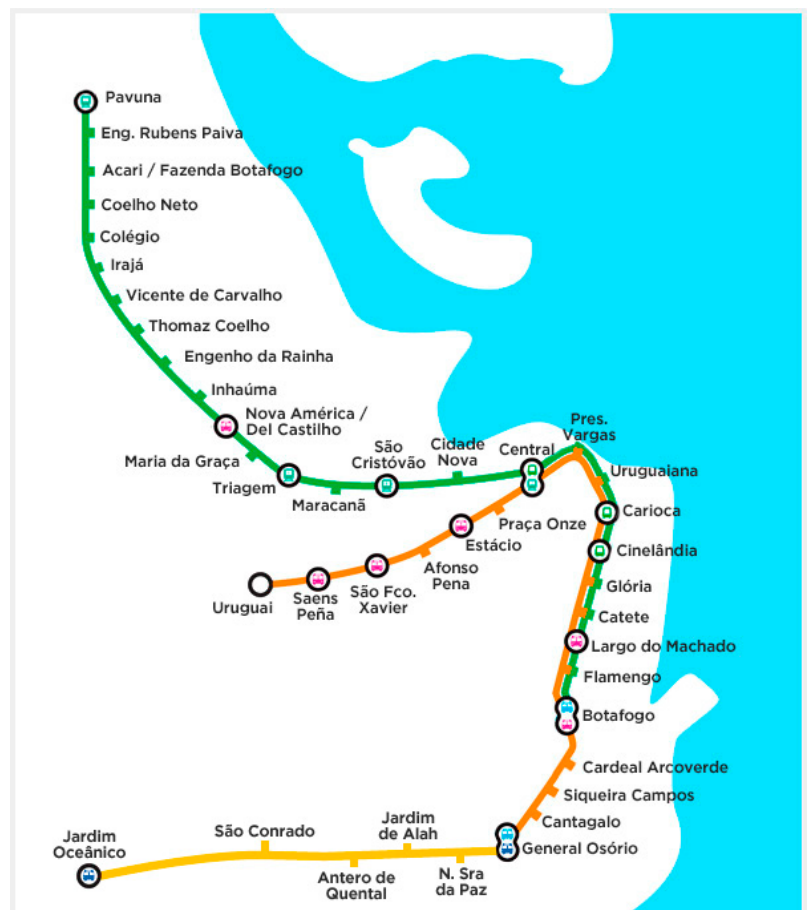 Pavuna
Eng. Rubens Paiva
Acari / Fazenda Botafogo
Coelho Neto
Colégio
Irajá
Vicente de Carvalho
Thomaz Coelho
Engenho da Rainha
Inhaúma
Nova América /
Del Castilho
Maria da Graça
Triagem
Maracanã
São
Cristóvão
Cidade
Nova
Central
Pres.
Vargas
Uruguaiana
Carioca
Cinelândia
Glória
Catete
Largo do Machado
Flamengo
Botafogo
Praça Onze
Estácio
Afonso
Pena
São Fco.
Xavier
Saens
Peña
Uruguai
Cardeal Arcoverde
Siqueira Campos
Cantagalo
General Osório
N. Sra
da Paz
Jardim
de Alah
Antero de
Quental
São Conrado
Jardim
Oceânico